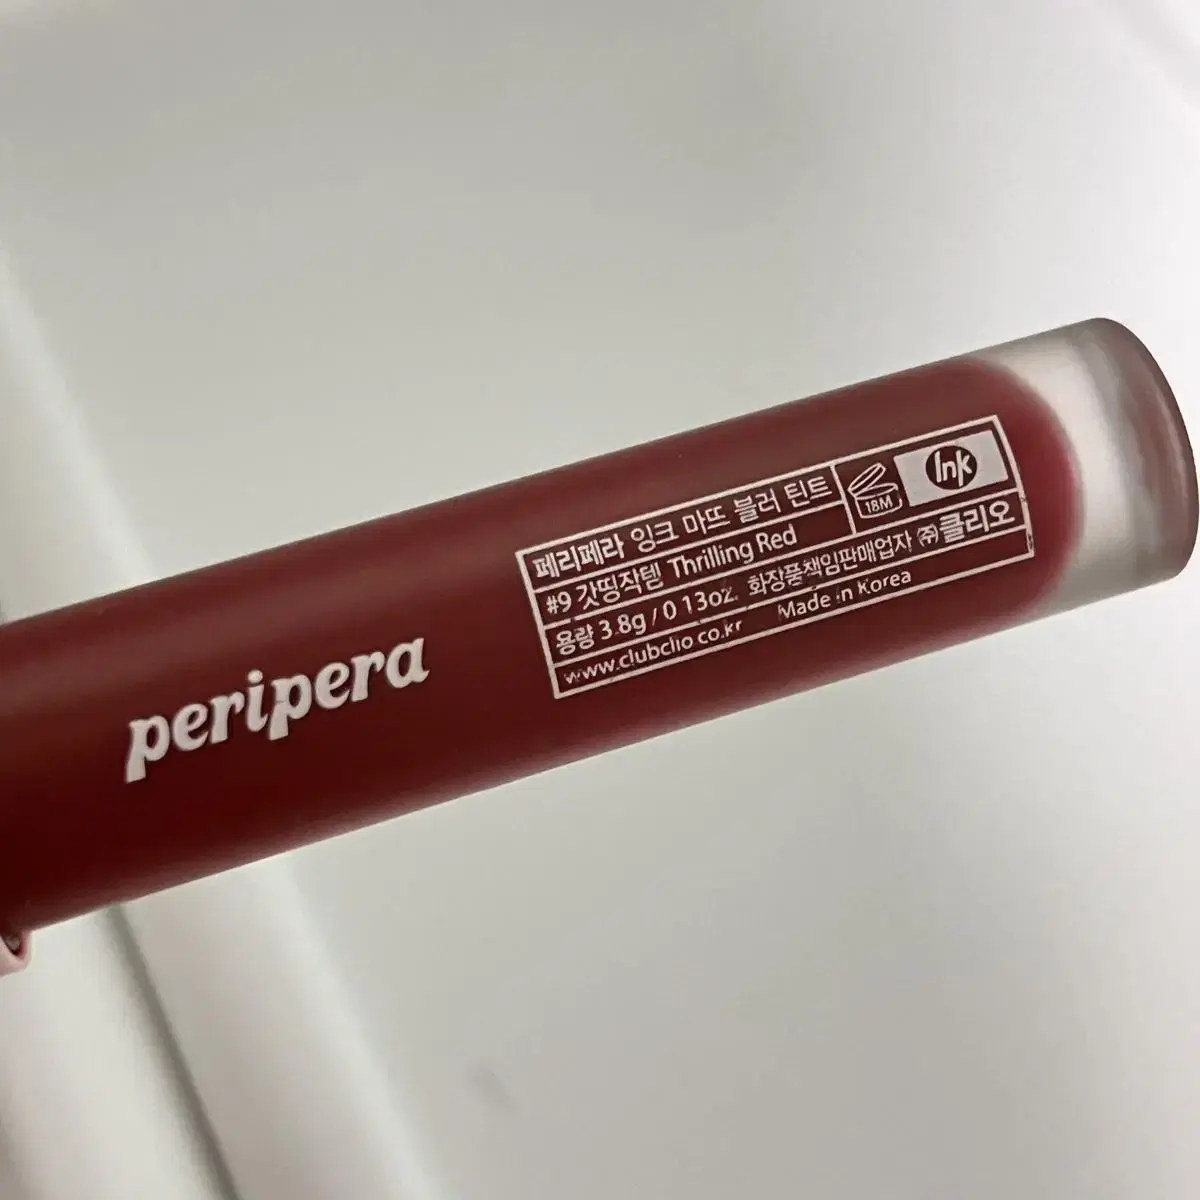 peripera
페리페라 잉크 마뜨 블러 틴트
#9 갓띵작템 Thrilling Red
18M
Ink
용량 3.8g / 0.13oz. 화장품책임판매업자 ㈜클리오
www.clubclio.co.kr Made in Korea